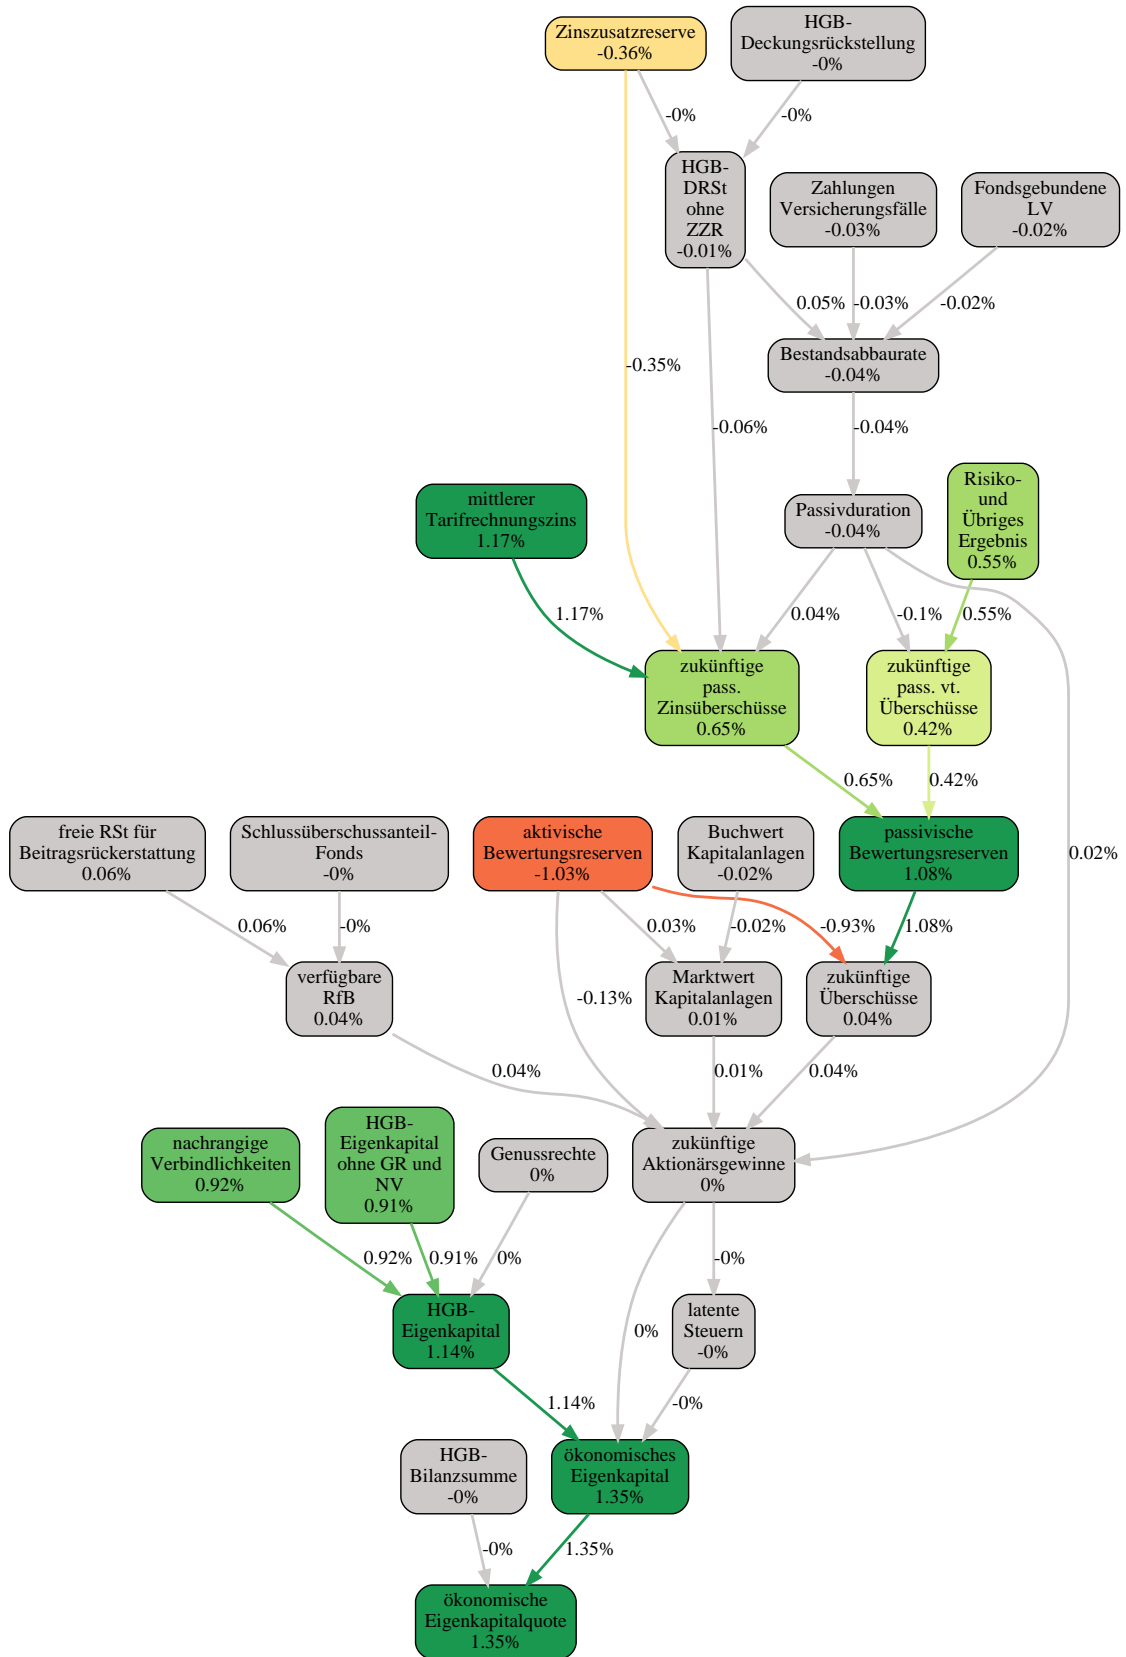 Zinszusatzreserve
-0.36%
HGB-
Deckungsrückstellung
-0%
-0%
-0%
HGB-
DRSt
ohne
ZZR
-0.01%
Zahlungen
Versicherungsfälle
-0.03%
Fondsgebundene
LV
-0.02%
0.05%
-0.03%
-0.02%
Bestandsabbaurate
-0.04%
-0.35%
-0.06%
-0.04%
mittlerer
Tarifrechnungszins
1.17%
Passivduration
-0.04%
Risiko-
und
Übriges
Ergebnis
0.55%
1.17%
0.04%
-0.1%
0.55%
zukünftige
pass.
Zinsüberschüsse
0.65%
zukünftige
pass. vt.
Überschüsse
0.42%
0.65%
0.42%
freie RSt für
Beitragsrückerstattung
0.06%
Schlussüberschussanteil-
Fonds
-0%
aktivische
Bewertungsreserven
-1.03%
Buchwert
Kapitalanlagen
-0.02%
passivische
Bewertungsreserven
1.08%
0.02%
0.06%
-0%
0.03%
-0.02%
-0.93%
1.08%
verfügbare
RfB
0.04%
-0.13%
Marktwert
Kapitalanlagen
0.01%
zukünftige
Überschüsse
0.04%
0.04%
0.01%
0.04%
nachrangige
Verbindlichkeiten
0.92%
HGB-
Eigenkapital
ohne GR und
NV
0.91%
Genussrechte
0%
zukünftige
Aktionärsgewinne
0%
0.92%
0.91%
0%
-0%
HGB-
Eigenkapital
1.14%
0%
latente
Steuern
-0%
1.14%
-0%
HGB-
Bilanzsumme
-0%
ökonomisches
Eigenkapital
1.35%
-0%
1.35%
ökonomische
Eigenkapitalquote
1.35%